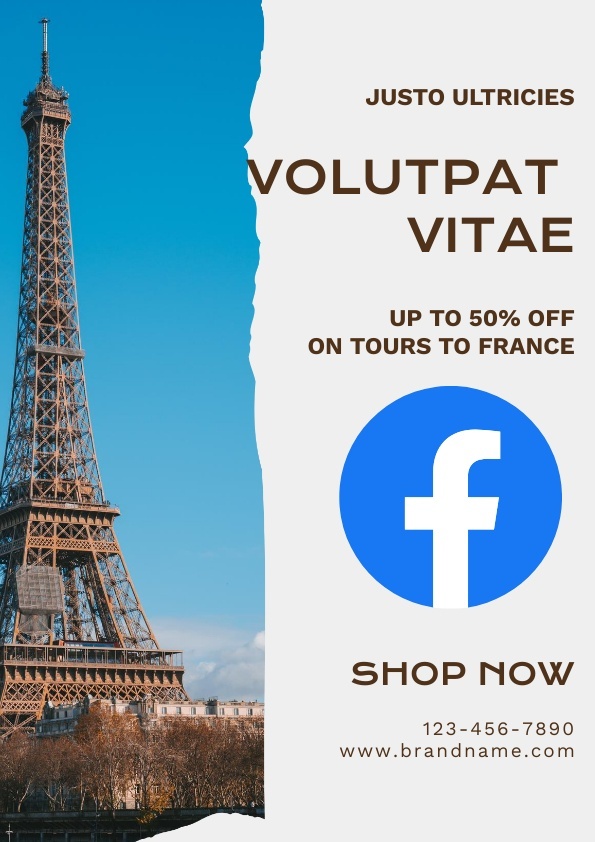 JUSTO ULTRICIES
VOLUTPAT
VITAE
UP TO 50% OFF
ON TOURS TO FRANCE
SHOP NOW
123-456-7890
www.brandname.com